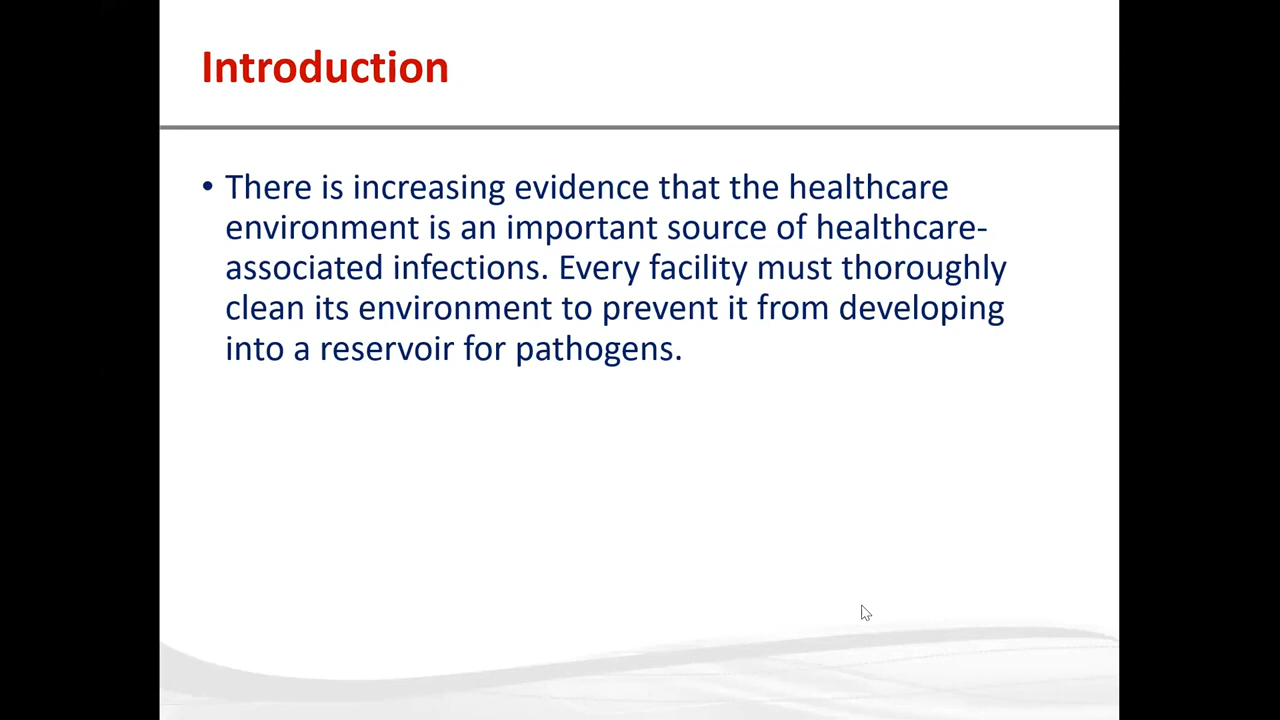 Introduction
• There is increasing evidence that the healthcare
environment is an important source of healthcare-
associated infections. Every facility must thoroughly
clean its environment to prevent it from developing
into a reservoir for pathogens.